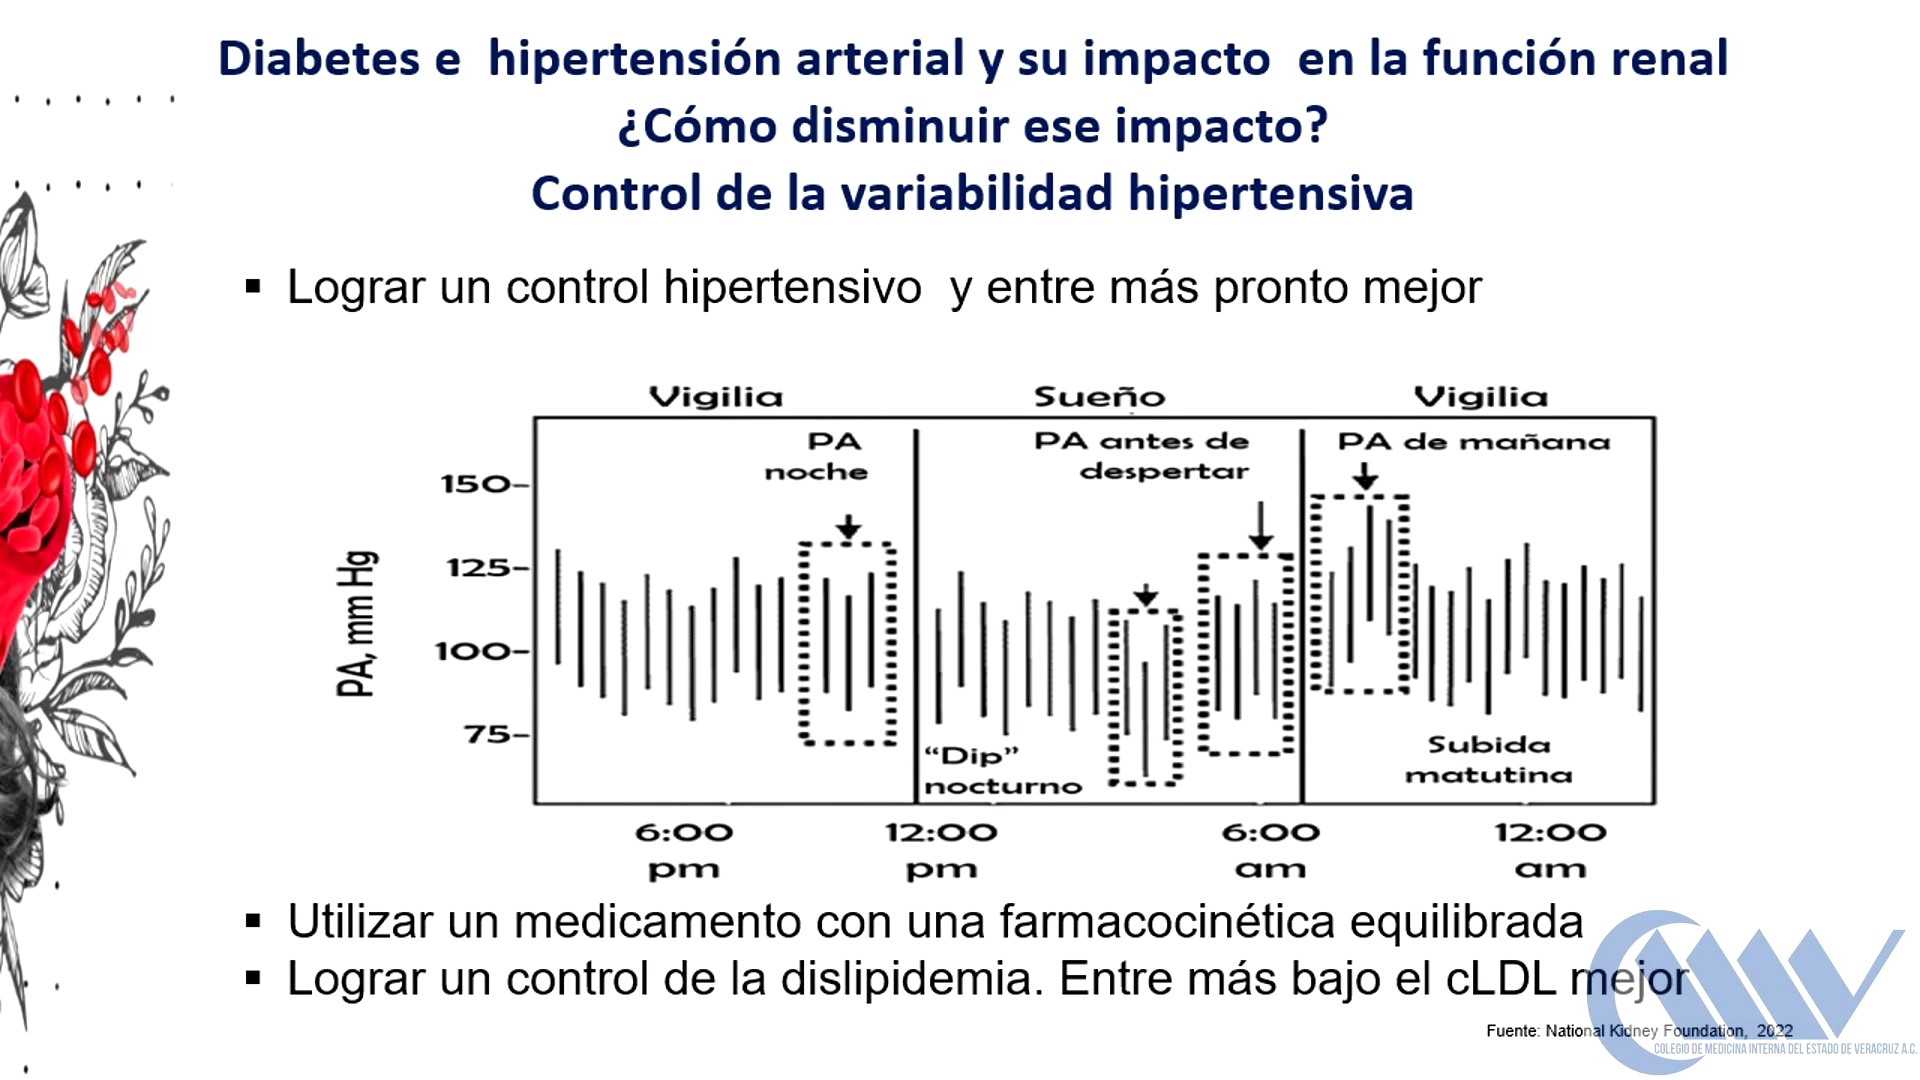 Diabetes e  hipertensión arterial y su impacto  en la función renal
¿Cómo disminuir ese impacto?
Control de la variabilidad hipertensiva
▪ Lograr un control hipertensivo  y entre más pronto mejor
Vigilia
Sueño
Vigilia
PA
noche
PA antes de
despertar
PA de mañana
150
125
100
75
PA, mm Hg
“Dip”
nocturno
Subida
matutina
6:00
pm
12:00
pm
6:00
am
12:00
am
▪ Utilizar un medicamento con una farmacocinética equilibrada
▪ Lograr un control de la dislipidemia. Entre más bajo el cLDL mejor
Fuente: National Kidney Foundation,  2022
COLEGIO DE MEDICINA INTERNA DEL ESTADO DE VERACRUZ A.C.